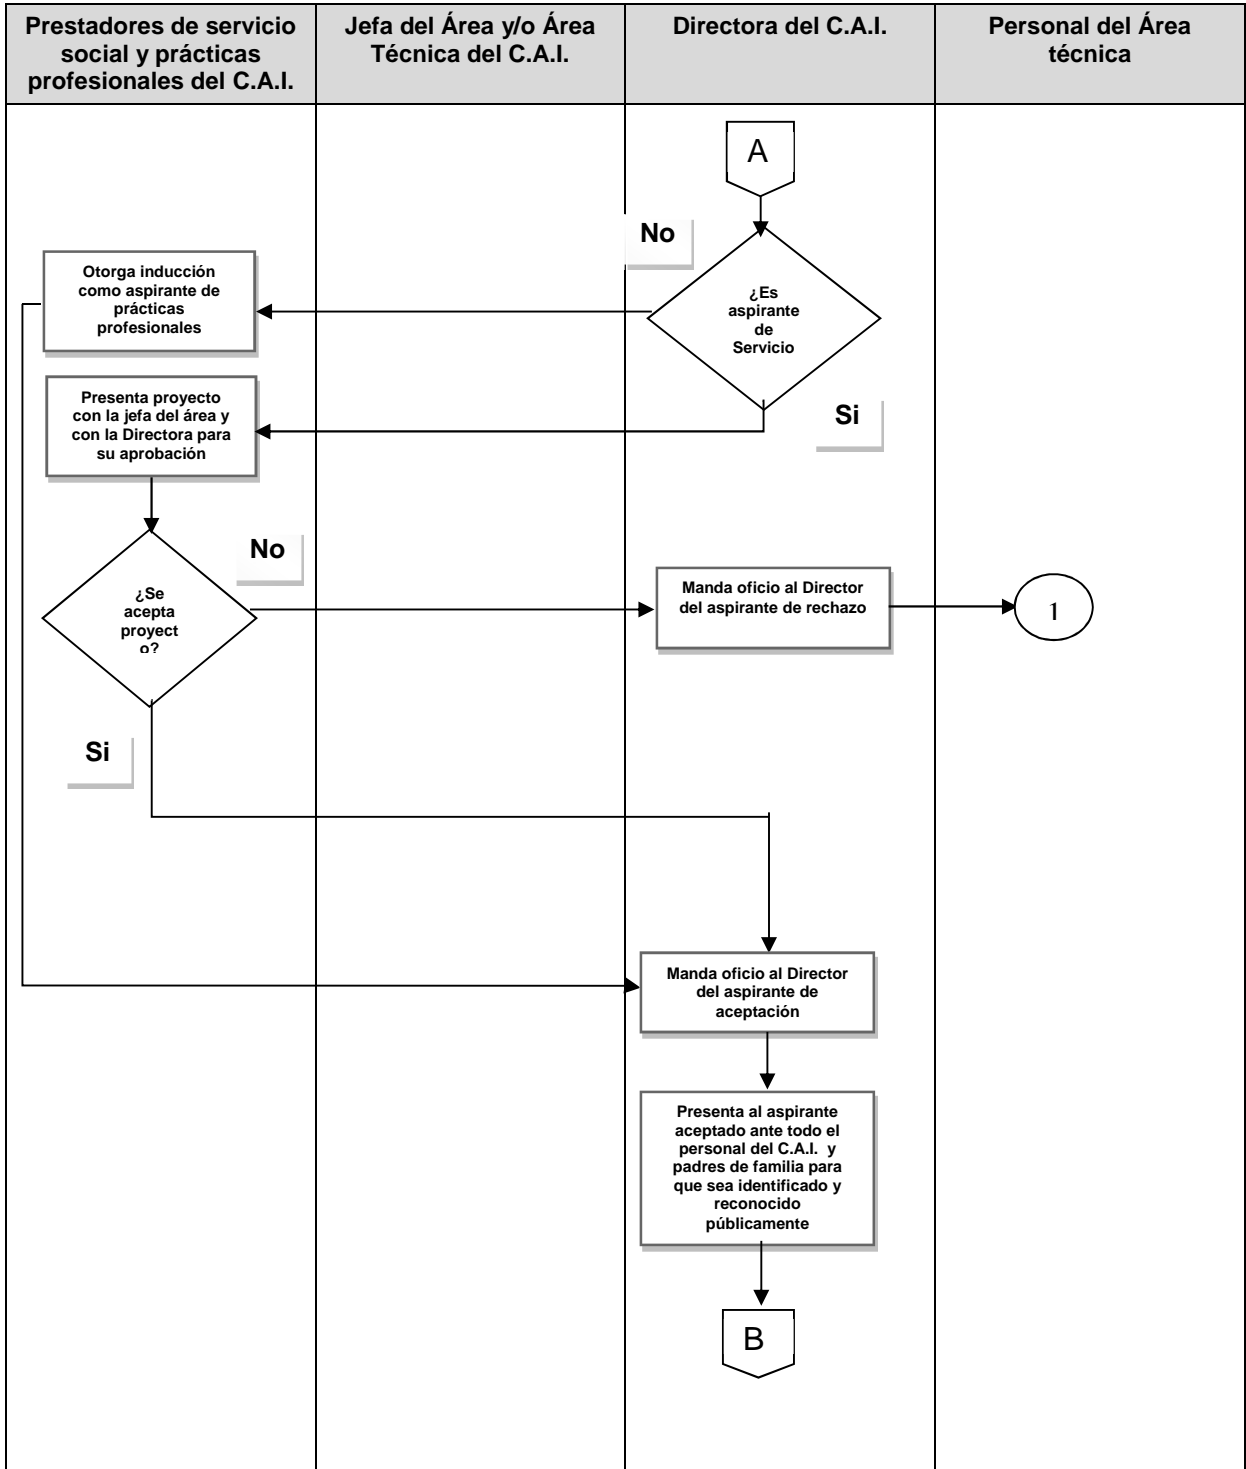 Prestadores de servicio
social y prácticas
profesionales del C.A.I.
Jefa del Área y/o Área
Técnica del C.A.I.
Directora del C.A.I.
Personal del Área
técnica
A
No
¿Es
aspirante
de
Servicio
Otorga inducción
como aspirante de
prácticas
profesionales
Presenta proyecto
con la jefa del área y
con la Directora para
su aprobación
Si
No
¿Se
acepta
proyect
o?
Manda oficio al Director
del aspirante de rechazo
1
Si
Manda oficio al Director
del aspirante de
aceptación
Presenta al aspirante
aceptado ante todo el
personal del C.A.I. y
padres de familia para
que sea identificado y
reconocido
públicamente
B